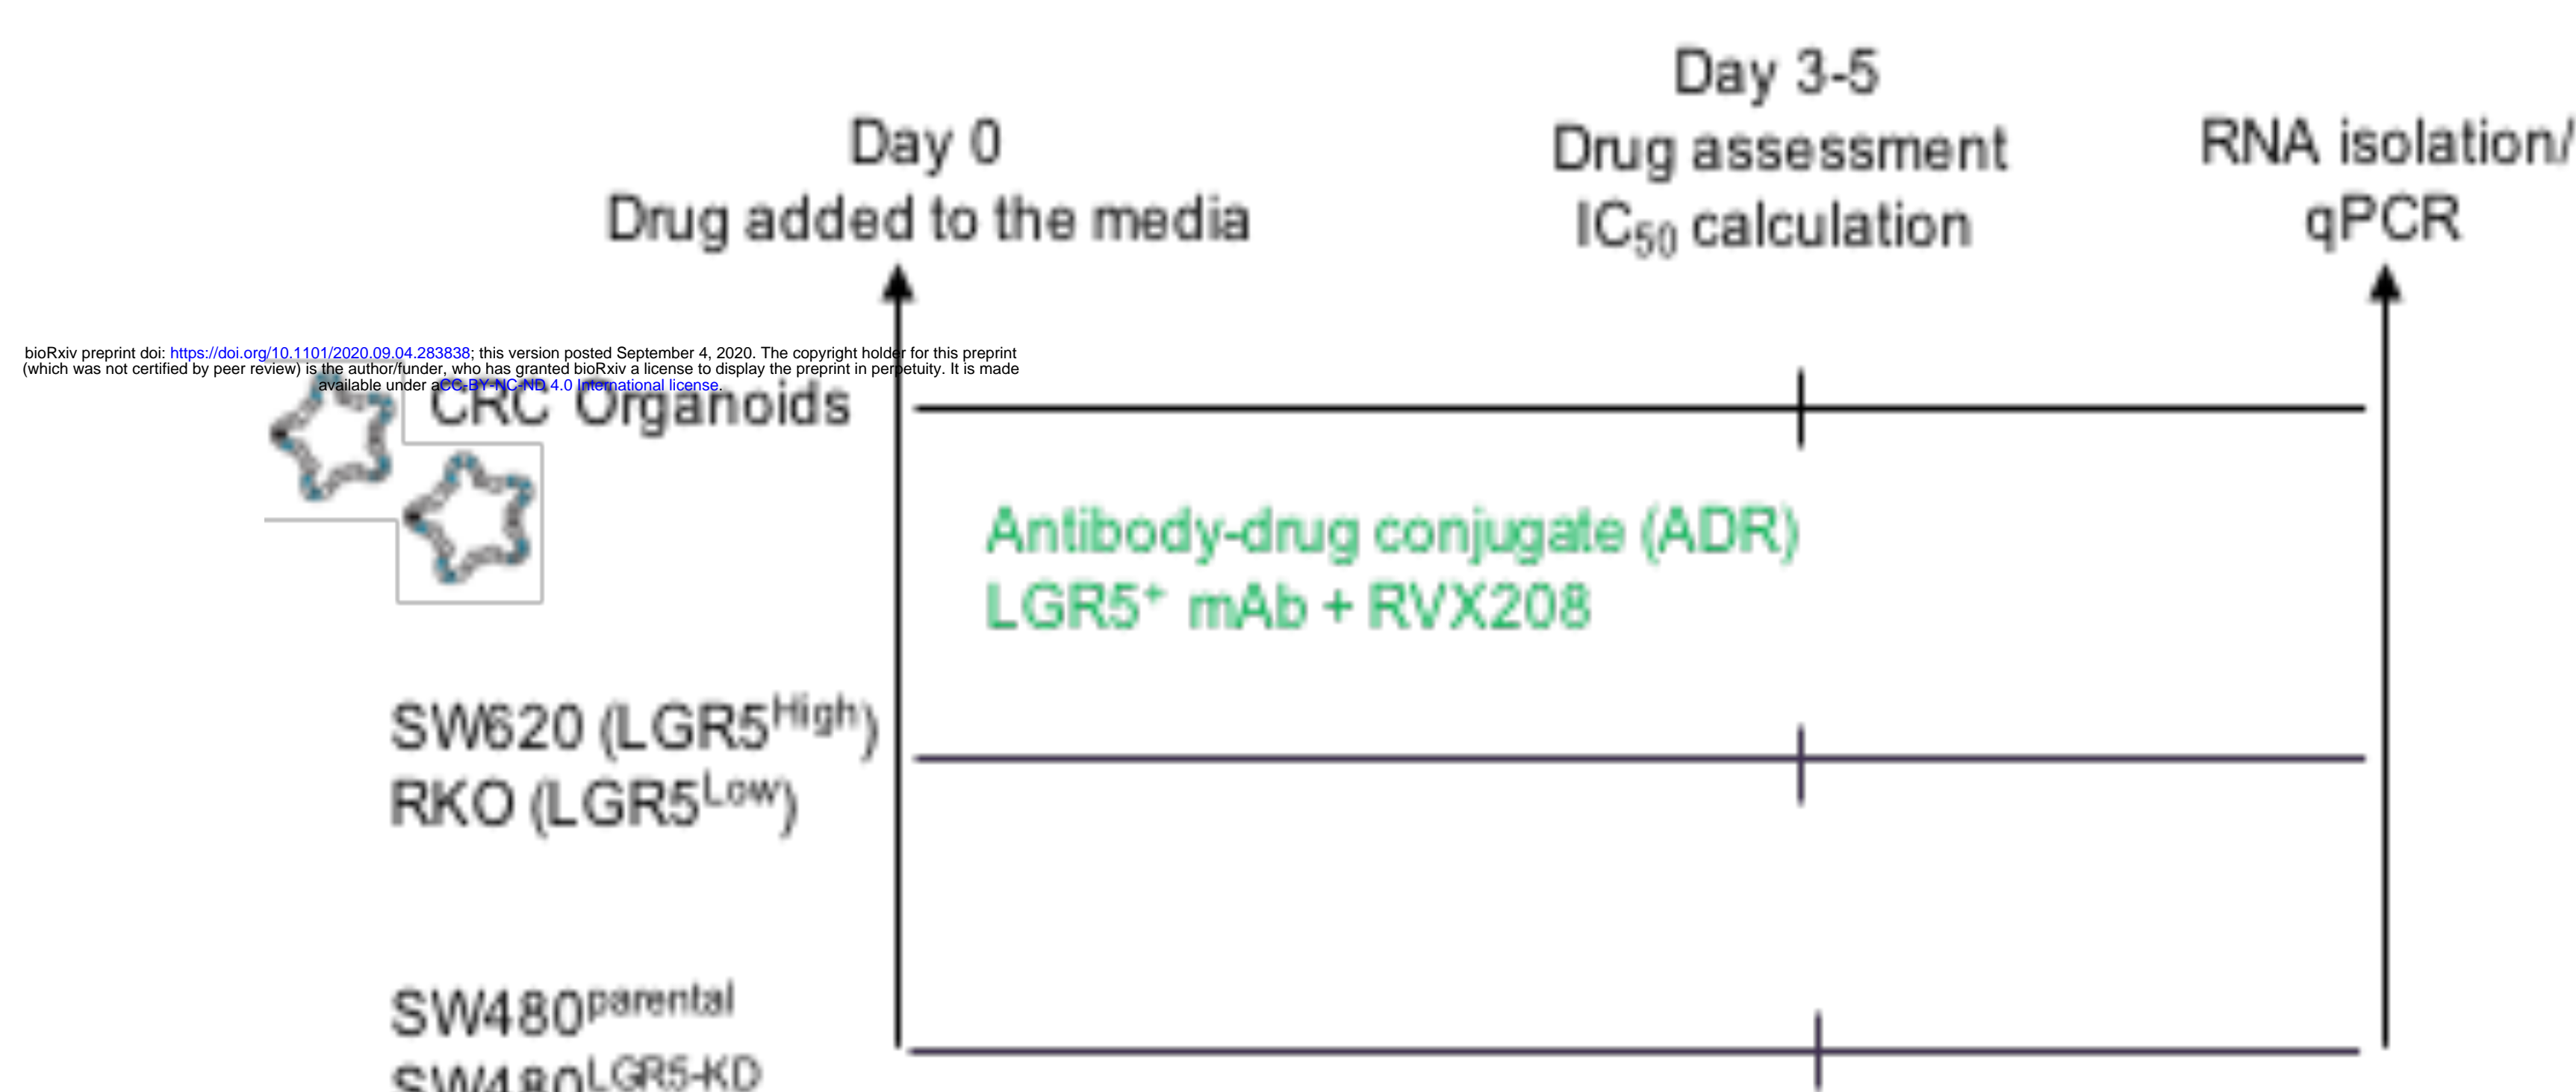 Day 0
Drug added to the media
Day 3-5
Drug assessment
IC₅₀ calculation
RNA isolation/
qPCR
bioRxiv preprint doi: https://doi.org/10.1101/2020.09.04.283838; this version posted September 4, 2020. The copyright holder for this preprint
(which was not certified by peer review) is the author/funder, who has granted bioRxiv a license to display the preprint in perpetuity. It is made
available under aCC-BY-NC-ND 4.0 International license.
CRC Organoids
Antibody-drug conjugate (ADR)
LGR5⁺ mAb + RVX208
SW620 (LGR5ᴴⁱᵍʰ)
RKO (LGR5ᴸᵒʷ)
SW480ᵖᵃʳᵉⁿᵗᵃˡ
SW480ᴸᴳᴿ⁵⁻ᴷᴰ